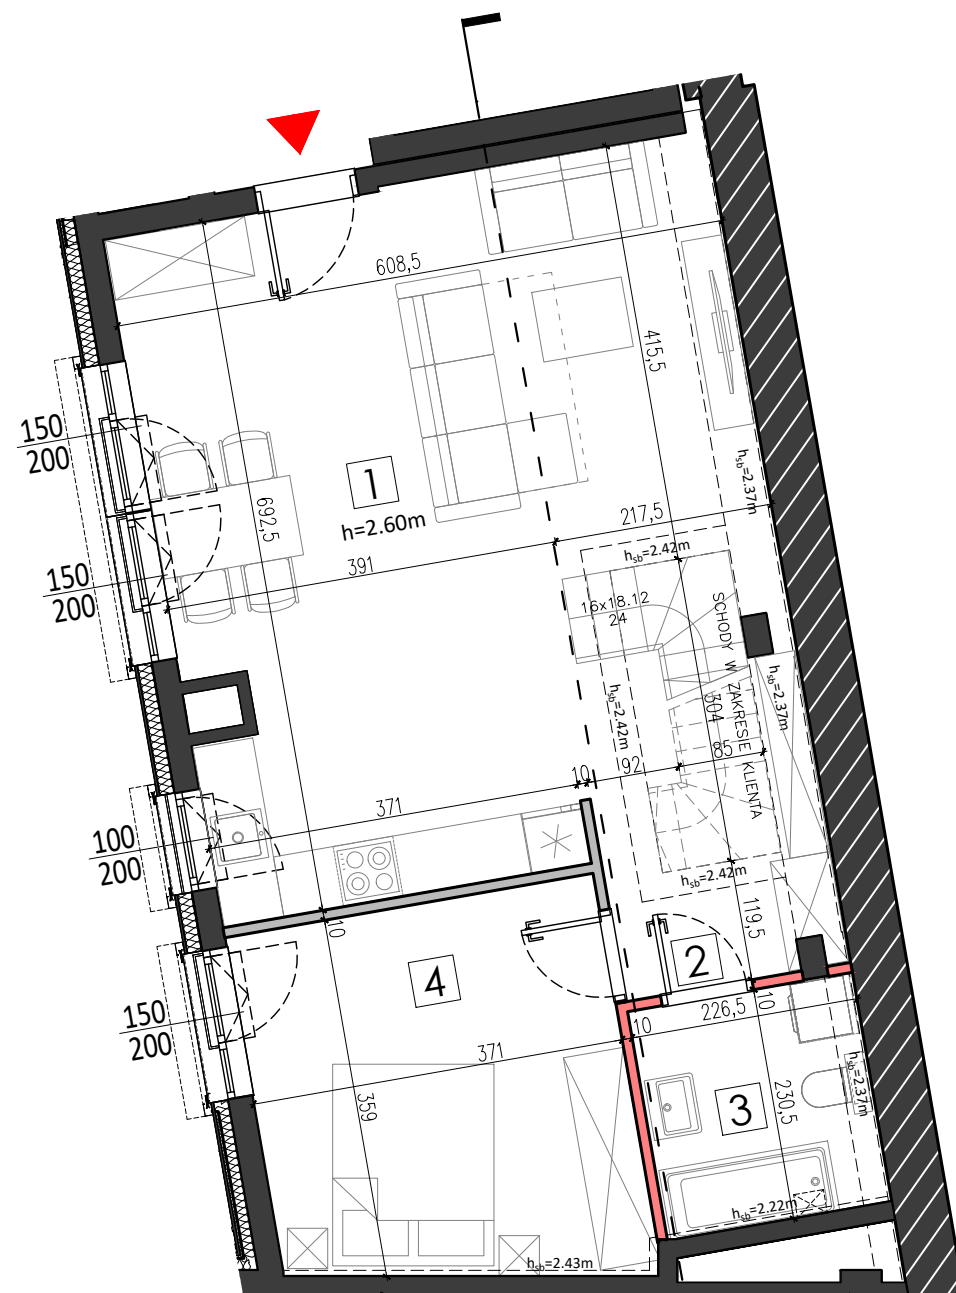 608,5
415,5
150
200
1
h=2.60m
692,5
hsb=2.37m
217,5
hsb=2.42m
391
150
200
16x18.12
24
SCHODY W ZAKRESIE KLIENTA
hsb=2.42m
304
hsb=2.37m
10
92
85
371
100
200
hsb=2.42m
119,5
10
2
4
150
200
10
226,5
10
371
359
3
230,5
hsb=2.37m
hsb=2.22m
hsb=2.43m